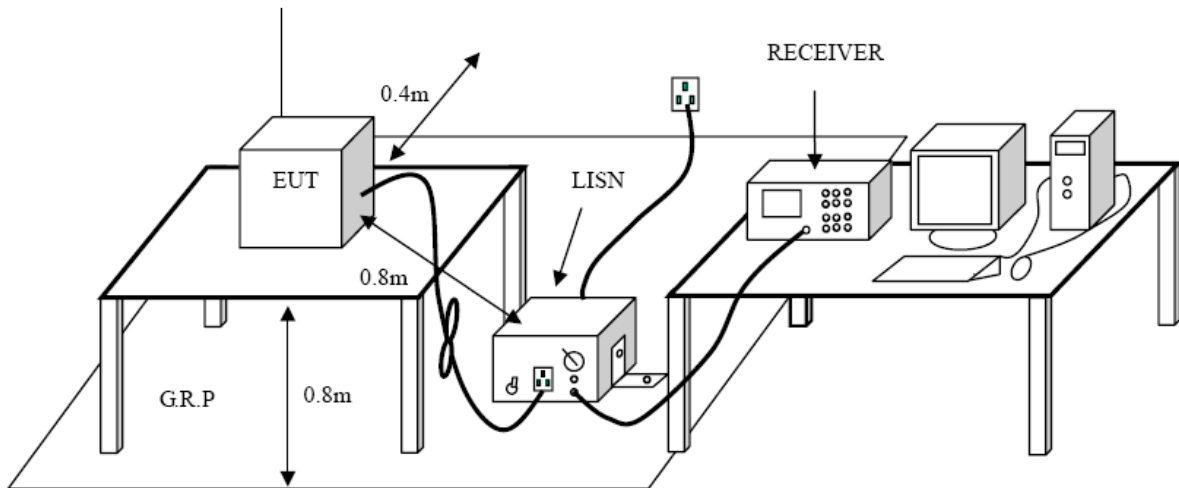 RECEIVER
0.4m
EUT
LISN
0.8m
G.R.P
0.8m